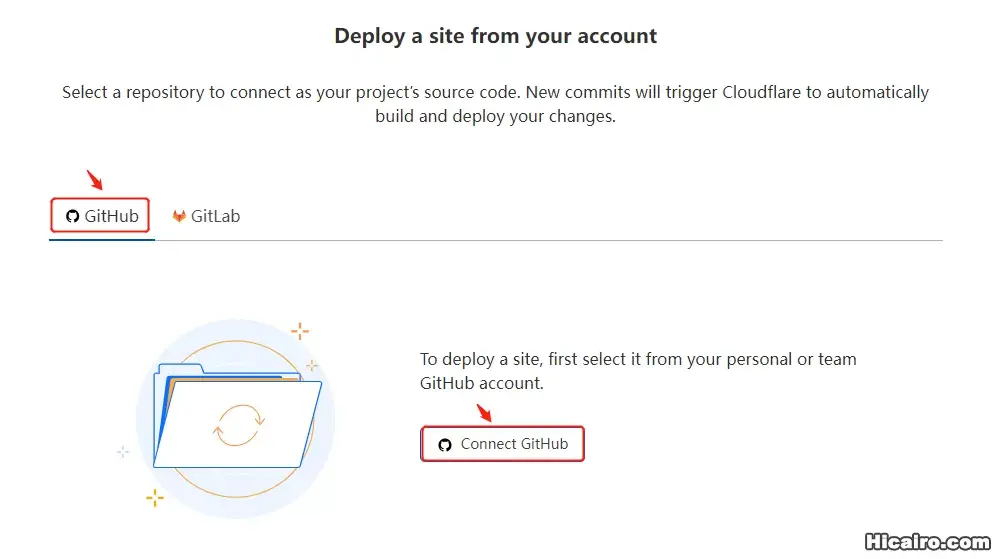 Deploy a site from your account
Select a repository to connect as your project's source code. New commits will trigger Cloudflare to automatically
build and deploy your changes.
GitHub GitLab
To deploy a site, first select it from your personal or team
GitHub account.
Connect GitHub
Hicairo.com